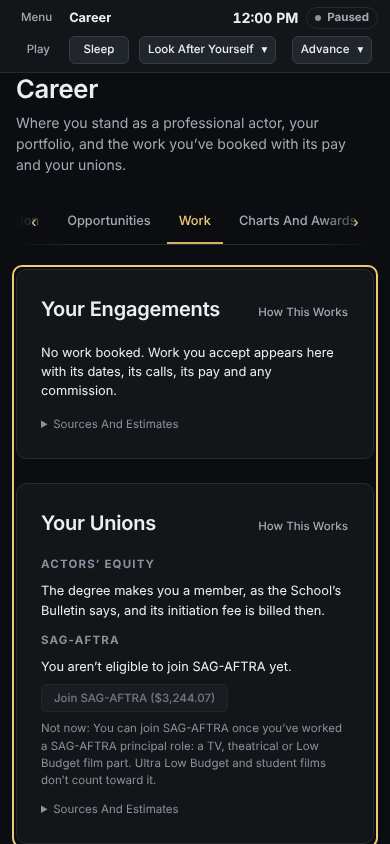 Menu Career 12:00 PM Paused
Play Sleep Look After Yourself ▾ Advance ▾
Career
Where you stand as a professional actor, your
portfolio, and the work you’ve booked with its pay
and your unions.
‹ Opportunities Work Charts And Awards ›
Your Engagements How This Works
No work booked. Work you accept appears here
with its dates, its calls, its pay and any
commission.
▶ Sources And Estimates
Your Unions How This Works
ACTORS’ EQUITY
The degree makes you a member, as the School’s
Bulletin says, and its initiation fee is billed then.
SAG-AFTRA
You aren’t eligible to join SAG-AFTRA yet.
Join SAG-AFTRA ($3,244.07)
Not now: You can join SAG-AFTRA once you’ve worked
a SAG-AFTRA principal role: a TV, theatrical or Low
Budget film part. Ultra Low Budget and student films
don’t count toward it.
▶ Sources And Estimates